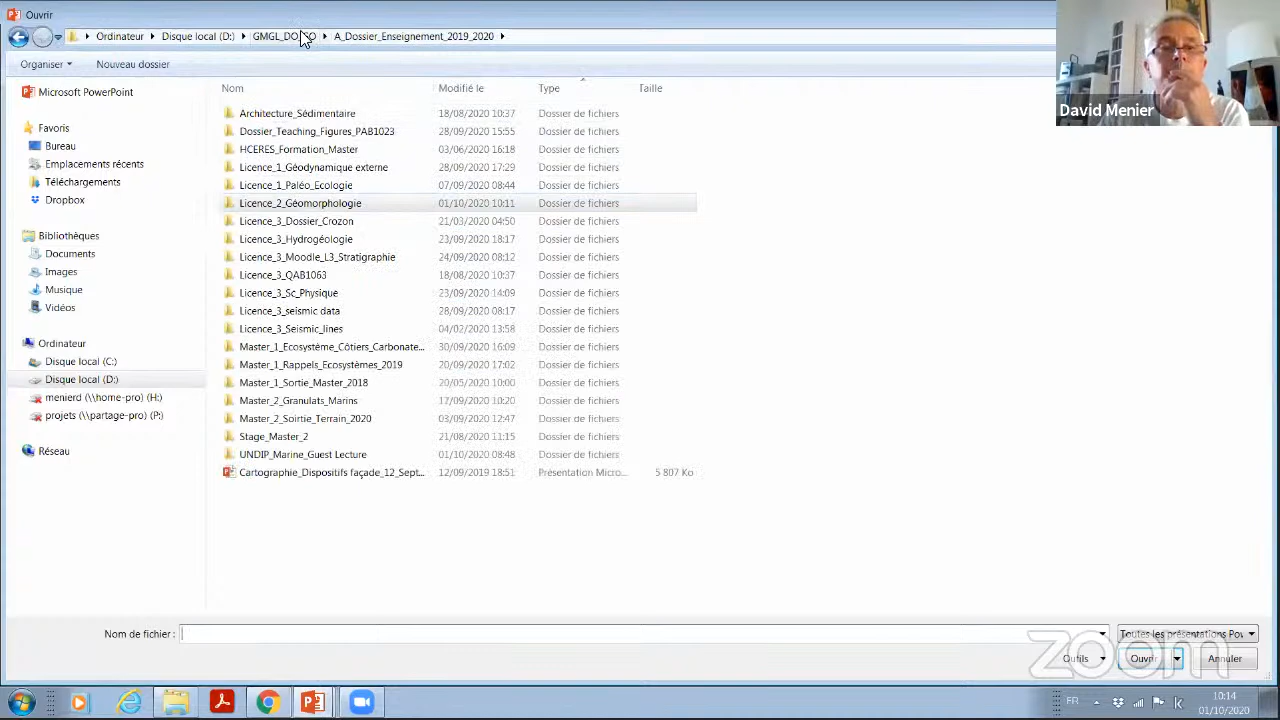 Ouvrir
Ordinateur Disque local (D:) A_Dossier_Enseignement_2019_2020
Organiser Nouveau dossier
Nom Modifié le Type Taille
Microsoft PowerPoint
Favoris
Bureau
Emplacements récents
Téléchargements
Dropbox
Bibliothèques
Documents
Images
Musique
Vidéos
Ordinateur
Disque local (C:)
Disque local (D:)
menierd (\\home-pro) (H:)
projets (\\partage-pro) (P:)
Réseau
Architecture_Sédimentaire 18/08/2020 10:37 Dossier de fichiers
Dossier_Teaching_Figures_PAB1023 28/09/2020 15:55 Dossier de fichiers
HCERES_Formation_Master 03/06/2020 16:18 Dossier de fichiers
Licence_1_Géodynamique externe 28/09/2020 17:29 Dossier de fichiers
Licence_1_Paléo_Ecologie 07/09/2020 08:44 Dossier de fichiers
Licence_2_Géomorphologie 01/10/2020 10:11 Dossier de fichiers
Licence_3_Dossier_Crozon 21/03/2020 04:50 Dossier de fichiers
Licence_3_Hydrogéologie 23/09/2020 18:17 Dossier de fichiers
Licence_3_Moodle_L3_Stratigraphie 24/09/2020 08:12 Dossier de fichiers
Licence_3_QAB1063 18/08/2020 10:37 Dossier de fichiers
Licence_3_Sc_Physique 23/09/2020 14:09 Dossier de fichiers
Licence_3_seismic data 28/09/2020 08:17 Dossier de fichiers
Licence_3_Seismic_lines 04/02/2020 13:58 Dossier de fichiers
Master_1_Ecosystème_Côtiers_Carbonate... 30/09/2020 16:09 Dossier de fichiers
Master_1_Rappels_Ecosystèmes_2019 20/09/2020 17:02 Dossier de fichiers
Master_1_Sortie_Master_2018 20/05/2020 10:00 Dossier de fichiers
Master_2_Granulats_Marins 17/09/2020 10:20 Dossier de fichiers
Master_2_Soirtie_Terrain_2020 03/09/2020 12:47 Dossier de fichiers
Stage_Master_2 21/08/2020 11:15 Dossier de fichiers
UNDIP_Marine_Guest Lecture 01/10/2020 08:48 Dossier de fichiers
Cartographie_Dispositifs façade_12_Sept... 12/09/2019 18:51 Présentation Micro... 5 807 Ko
David Menier
Nom de fichier : Toutes les présentations Pow
Outils Ouvrir Annuler
zoom
FR 10:14
01/10/2020